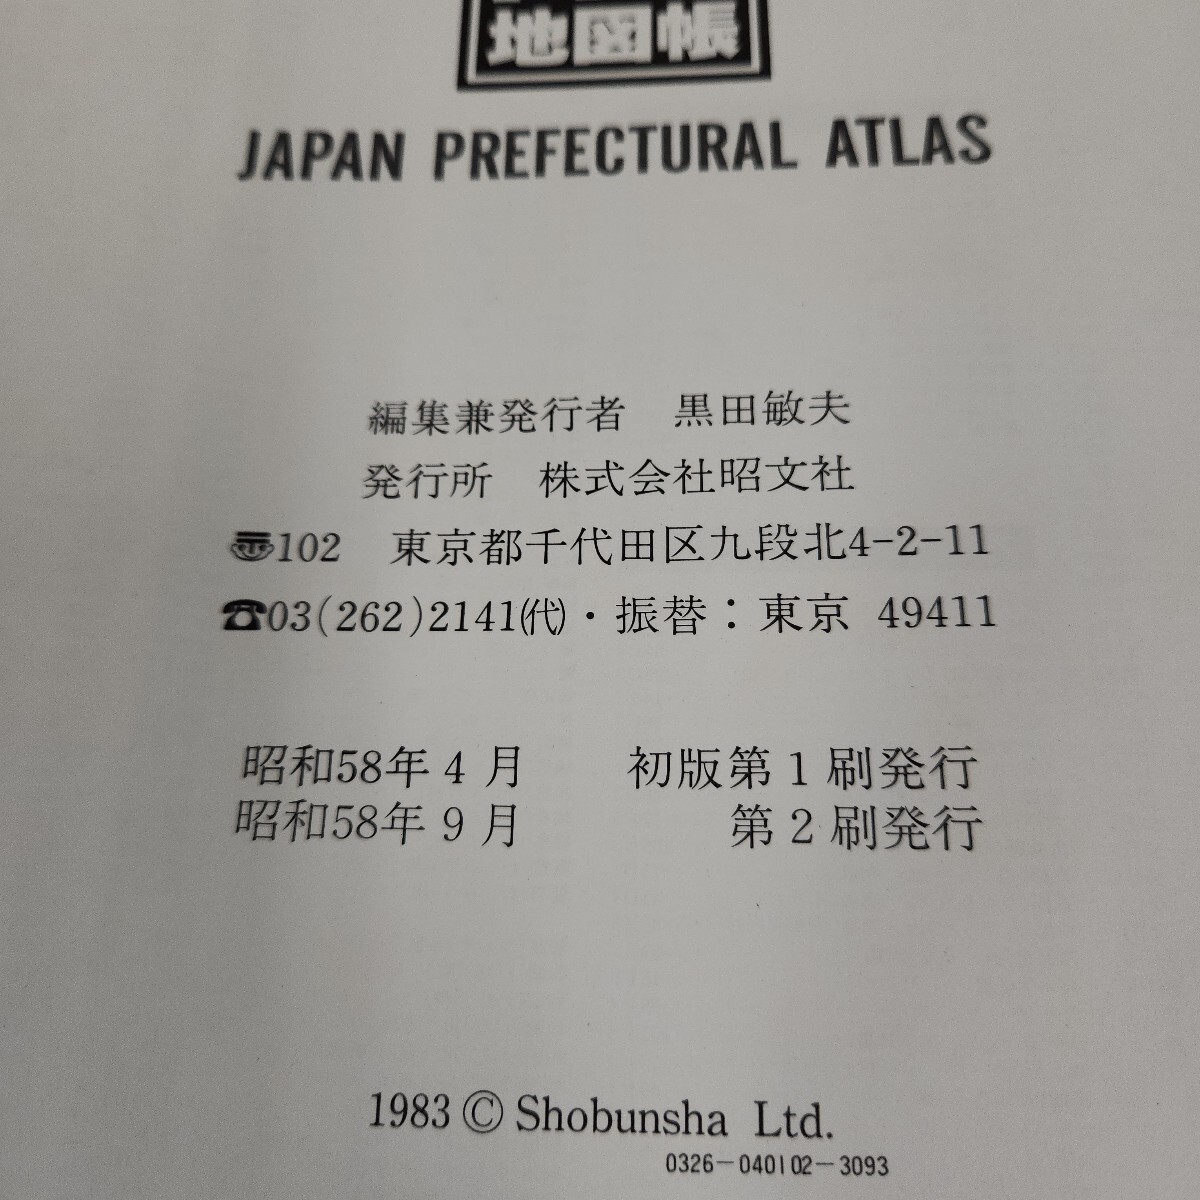 地図帳
JAPAN PREFECTURAL ATLAS
編集兼発行者　黒田敏夫
発行所　株式会社昭文社
〠102　東京都千代田区九段北4-2-11
☎03(262)2141㈹・振替：東京 49411
昭和58年4月　初版第1刷発行
昭和58年9月　第2刷発行
1983 © Shobunsha Ltd.
0326-040102-3093